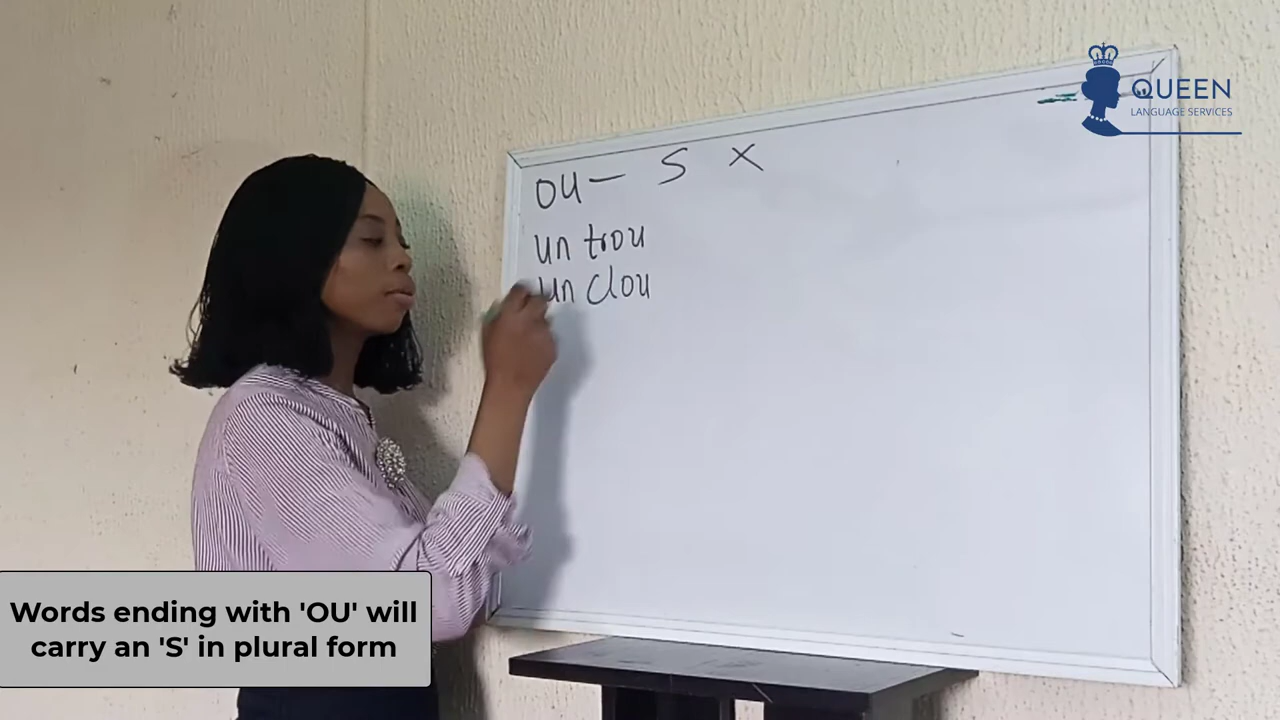 QUEEN
LANGUAGE SERVICES
OU— S X
un trou
un clou
Words ending with 'OU' will
carry an 'S' in plural form